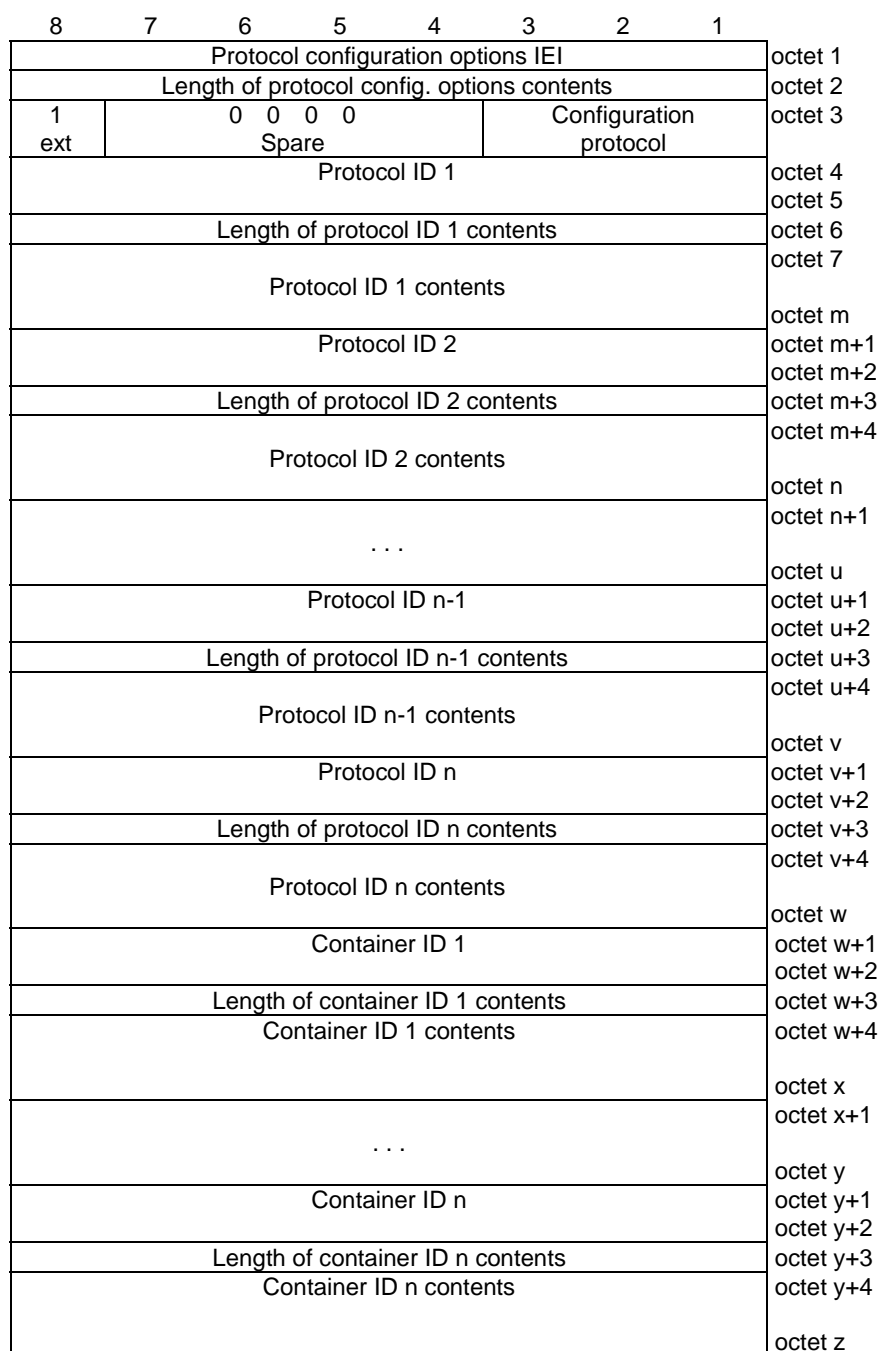 8 7 6 5 4 3 2 1
Protocol configuration options IEI octet 1
Length of protocol config. options contents octet 2
1 0 0 0 0 Configuration octet 3
ext Spare protocol
Protocol ID 1 octet 4
octet 5
Length of protocol ID 1 contents octet 6
octet 7
Protocol ID 1 contents
octet m
Protocol ID 2 octet m+1
octet m+2
Length of protocol ID 2 contents octet m+3
octet m+4
Protocol ID 2 contents
octet n
octet n+1
. . .
octet u
Protocol ID n-1 octet u+1
octet u+2
Length of protocol ID n-1 contents octet u+3
octet u+4
Protocol ID n-1 contents
octet v
Protocol ID n octet v+1
octet v+2
Length of protocol ID n contents octet v+3
octet v+4
Protocol ID n contents
octet w
Container ID 1 octet w+1
octet w+2
Length of container ID 1 contents octet w+3
Container ID 1 contents octet w+4
octet x
octet x+1
. . .
octet y
Container ID n octet y+1
octet y+2
Length of container ID n contents octet y+3
Container ID n contents octet y+4
octet z